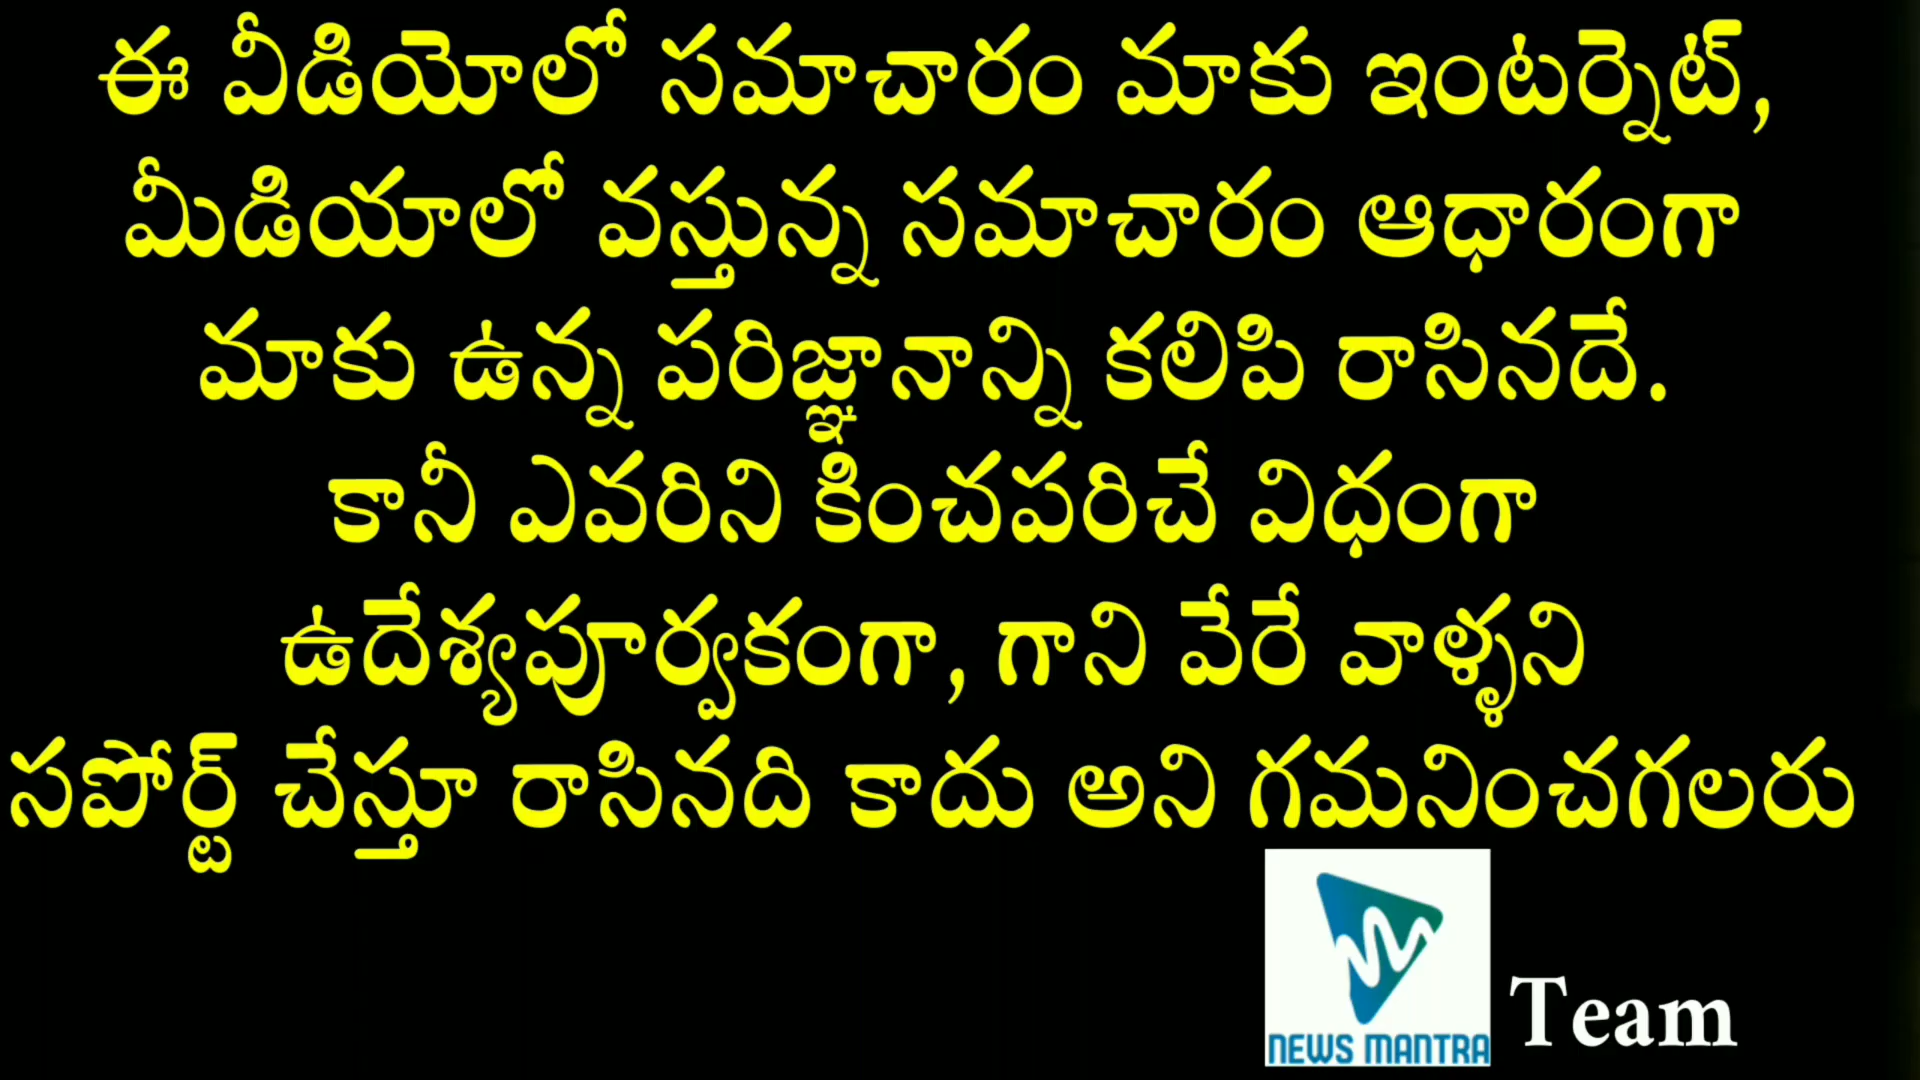 ఈ వీడియోలో సమాచారం మాకు ఇంటర్నెట్,
మీడియాలో వస్తున్న సమాచారం ఆధారంగా
మాకు ఉన్న పరిజ్ఞానాన్ని కలిపి రాసినదే.
కానీ ఎవరిని కించపరిచే విధంగా
ఉదేశ్యపూర్వకంగా, గాని వేరే వాళ్ళని
సపోర్ట్ చేస్తూ రాసినది కాదు అని గమనించగలరు
NEWS MANTRA Team